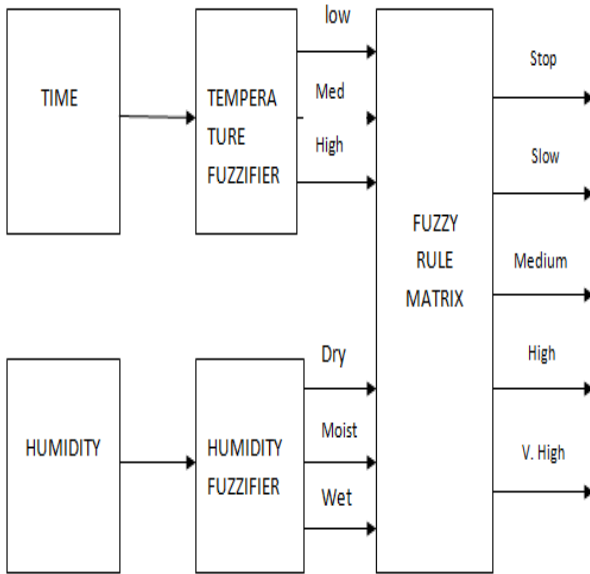 TIME
TEMPERA
TURE
FUZZIFIER
low
Med
High
FUZZY
RULE
MATRIX
Stop
Slow
Medium
High
V. High
HUMIDITY
HUMIDITY
FUZZIFIER
Dry
Moist
Wet